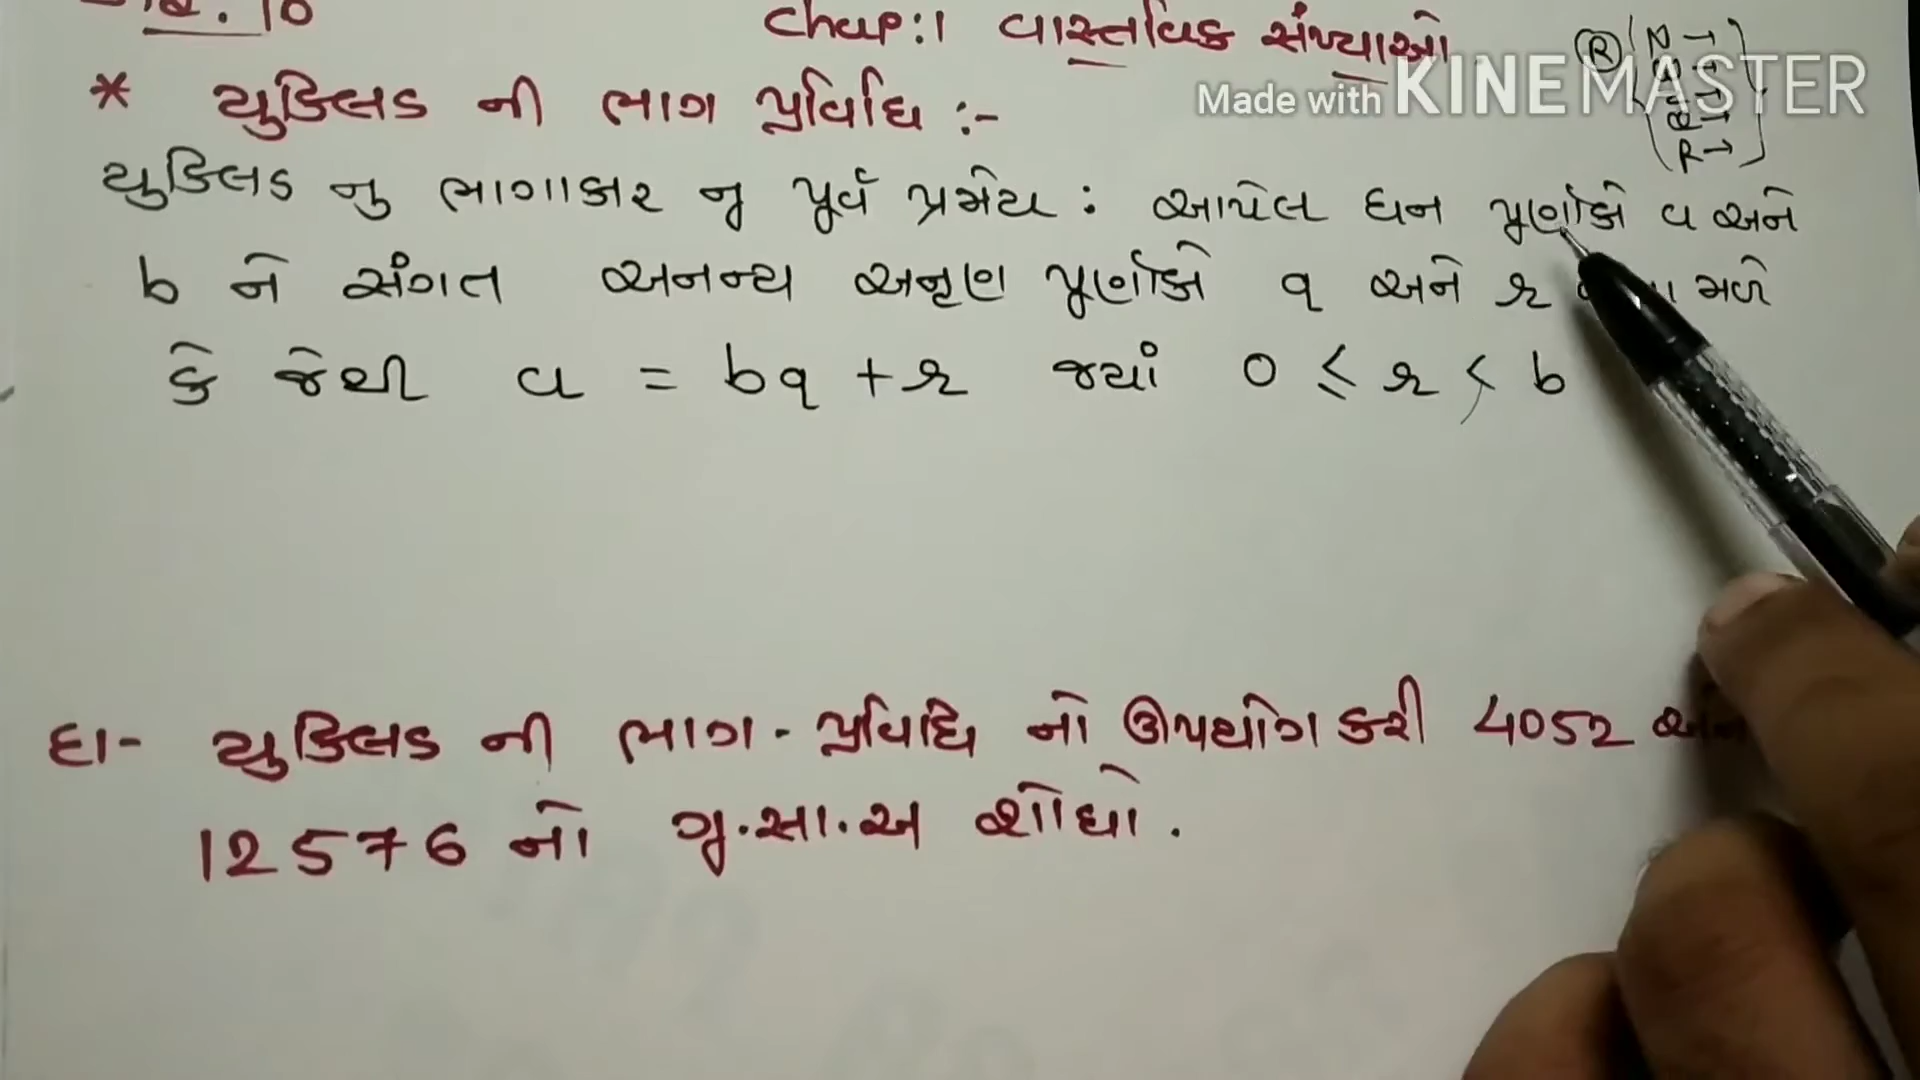 10 Chap:1 વાસ્તવિક સંખ્યાઓ
R N →
R →
Made with KINEMASTER
* યુક્લિડ ની ભાગ પ્રવિધિ :-
યુક્લિડ નુ ભાગાકાર નૂ પૂર્વ પ્રમેય : આપેલ ધન પૂર્ણાંકો a અને
b ને સંગત અનન્ય અનૃણ પૂર્ણાંકો q અને r મળે
કે જેથી a = bq + r જ્યાં 0 ≤ r < b
દા- યુક્લિડ ની ભાગ - પ્રવિધિ નો ઉપયોગ કરી 4052
12576 નો ગુ.સા.અ શોધો.